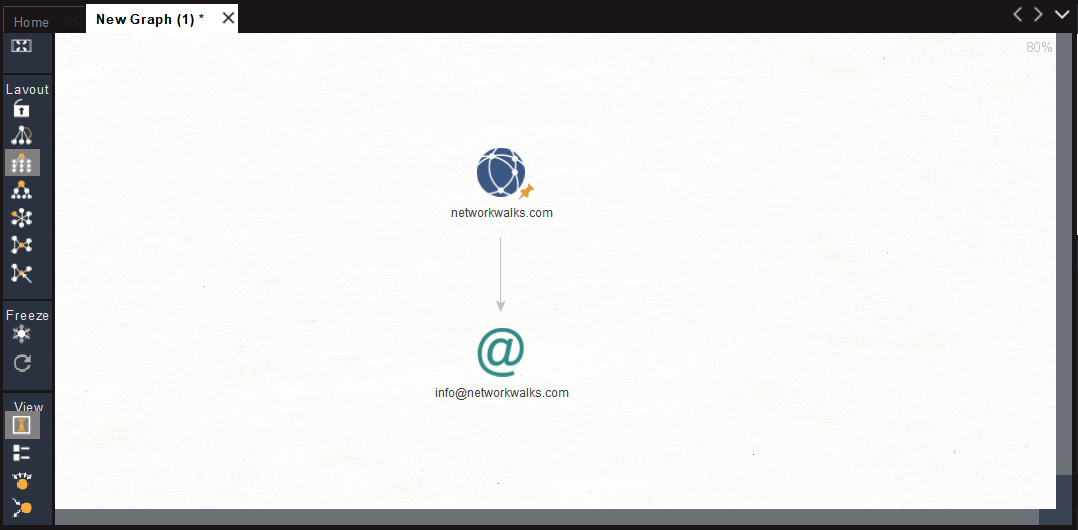 Home
New Graph (1) *
80%
Layout
networkwalks.com
info@networkwalks.com
Freeze
View